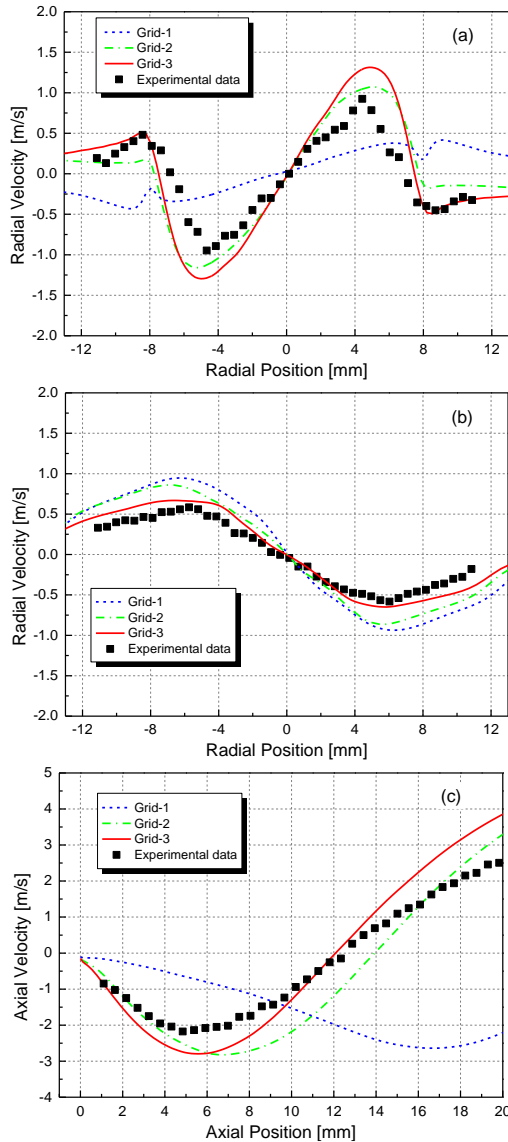 2.0
1.5
1.0
0.5
0.0
-0.5
-1.0
-1.5
-2.0
Radial Velocity [m/s]
Grid-1
Grid-2
Grid-3
Experimental data
(a)
-12
-8
-4
0
4
8
12
Radial Position [mm]
2.0
1.5
1.0
0.5
0.0
-0.5
-1.0
-1.5
-2.0
Radial Velocity [m/s]
(b)
Grid-1
Grid-2
Grid-3
Experimental data
-12
-8
-4
0
4
8
12
Radial Position [mm]
5
4
3
2
1
0
-1
-2
-3
-4
Axial Velocity [m/s]
Grid-1
Grid-2
Grid-3
Experimental data
(c)
0
2
4
6
8
10
12
14
16
18
20
Axial Position [mm]